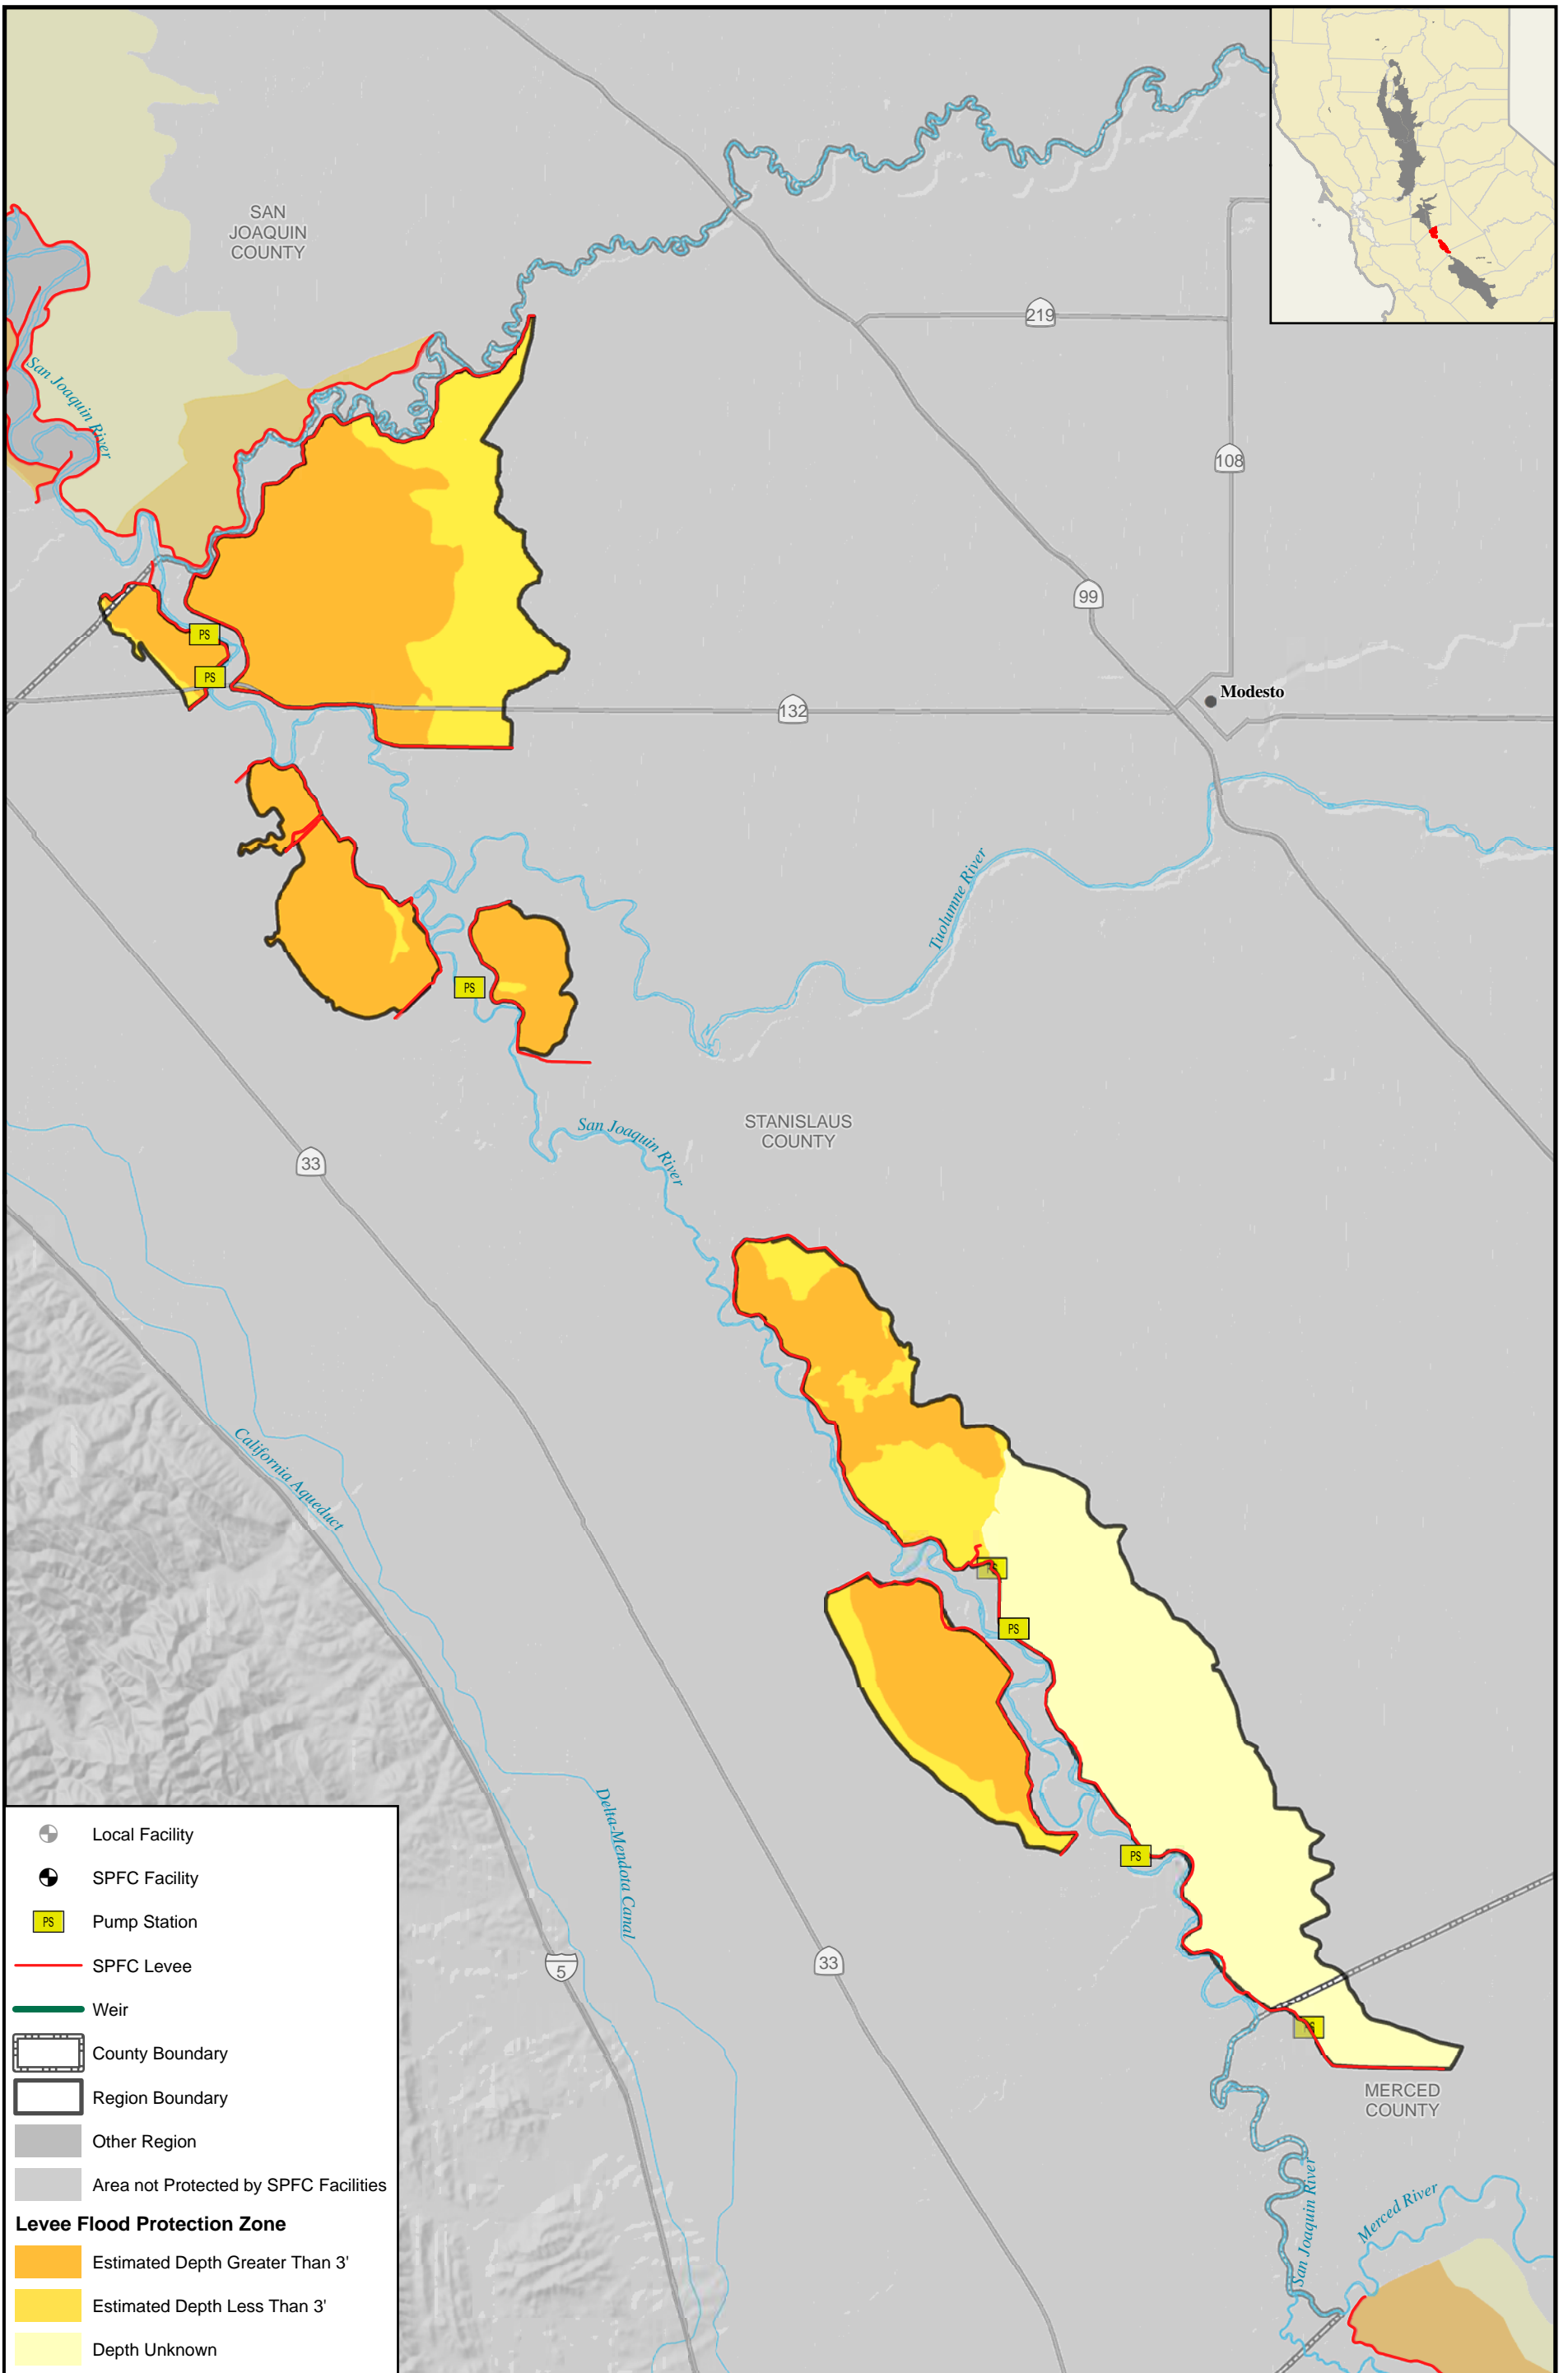 SAN
JOAQUIN
COUNTY
San Joaquin River
219
108
99
PS
PS
Modesto
132
Tuolumne River
PS
STANISLAUS
COUNTY
San Joaquin River
33
California Aqueduct
PS
PS
Delta-Mendota Canal
PS
33
5
PS
MERCED
COUNTY
San Joaquin River
Merced River
Local Facility
SPFC Facility
PS
Pump Station
SPFC Levee
Weir
County Boundary
Region Boundary
Other Region
Area not Protected by SPFC Facilities
Levee Flood Protection Zone
Estimated Depth Greater Than 3'
Estimated Depth Less Than 3'
Depth Unknown